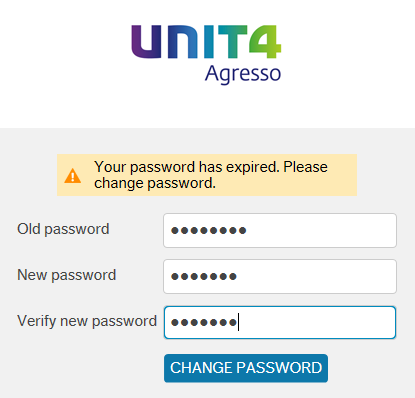 UNIT4
Agresso
Your password has expired. Please
change password.
Old password ●●●●●●●●
New password ●●●●●●●
Verify new password ●●●●●●●
CHANGE PASSWORD